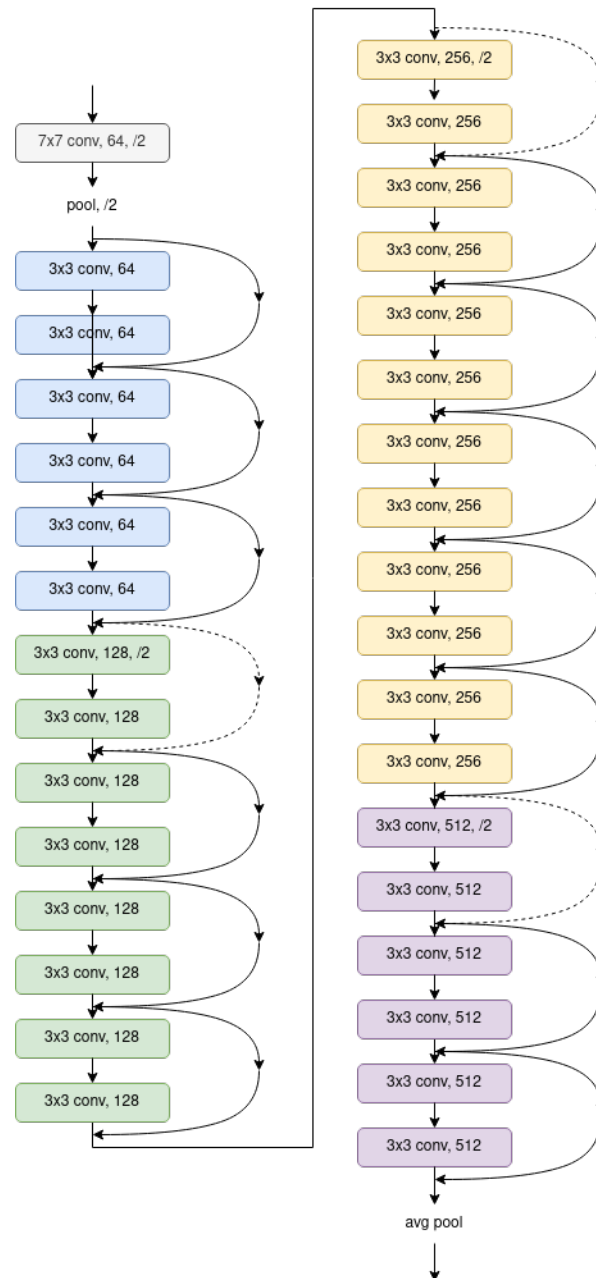 7x7 conv, 64, /2
pool, /2
3x3 conv, 64
3x3 conv, 64
3x3 conv, 64
3x3 conv, 64
3x3 conv, 64
3x3 conv, 64
3x3 conv, 128, /2
3x3 conv, 128
3x3 conv, 128
3x3 conv, 128
3x3 conv, 128
3x3 conv, 128
3x3 conv, 128
3x3 conv, 128
3x3 conv, 256, /2
3x3 conv, 256
3x3 conv, 256
3x3 conv, 256
3x3 conv, 256
3x3 conv, 256
3x3 conv, 256
3x3 conv, 256
3x3 conv, 256
3x3 conv, 256
3x3 conv, 256
3x3 conv, 256
3x3 conv, 512, /2
3x3 conv, 512
3x3 conv, 512
3x3 conv, 512
3x3 conv, 512
3x3 conv, 512
avg pool